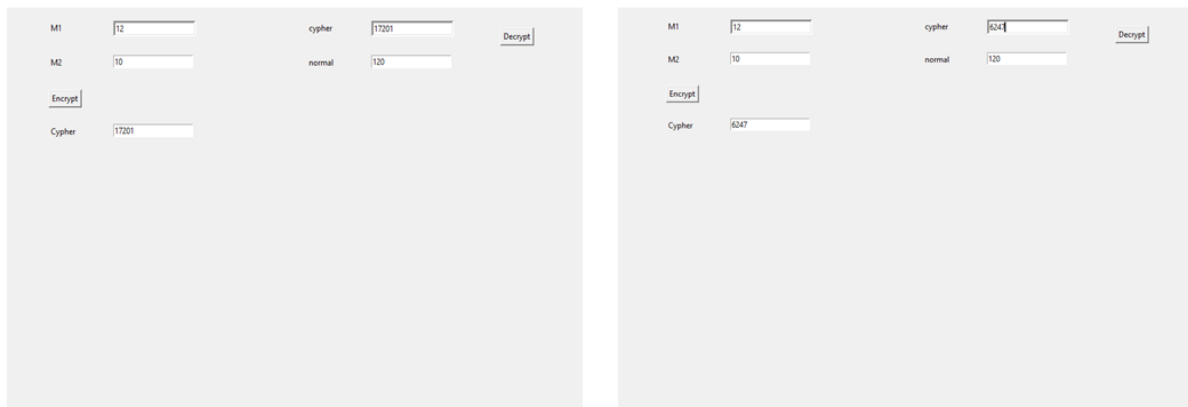 M1 12 cypher 17201 Decrypt
M2 10 normal 120
Encrypt
Cypher 17201
M1 12 cypher 6247 Decrypt
M2 10 normal 120
Encrypt
Cypher 6247